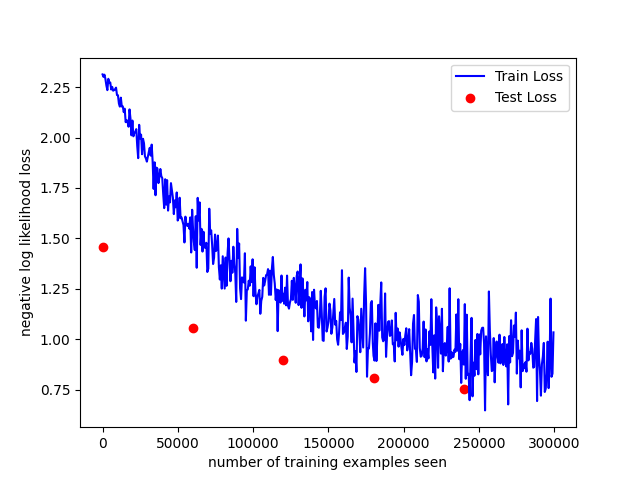 Train Loss
Test Loss
2.25
2.00
1.75
1.50
1.25
1.00
0.75
negative log likelihood loss
0 50000 100000 150000 200000 250000 300000
number of training examples seen